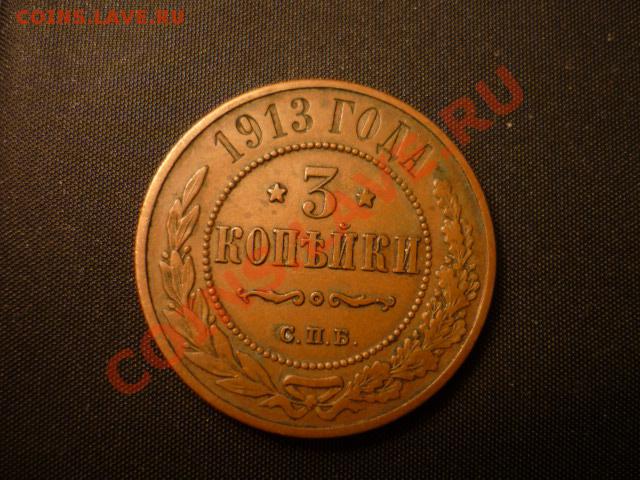 COINS.LAVE.RU
1913 ГОДА
3
КОПѢЙКИ
С.П.Б.
COINS.LAVE.RU